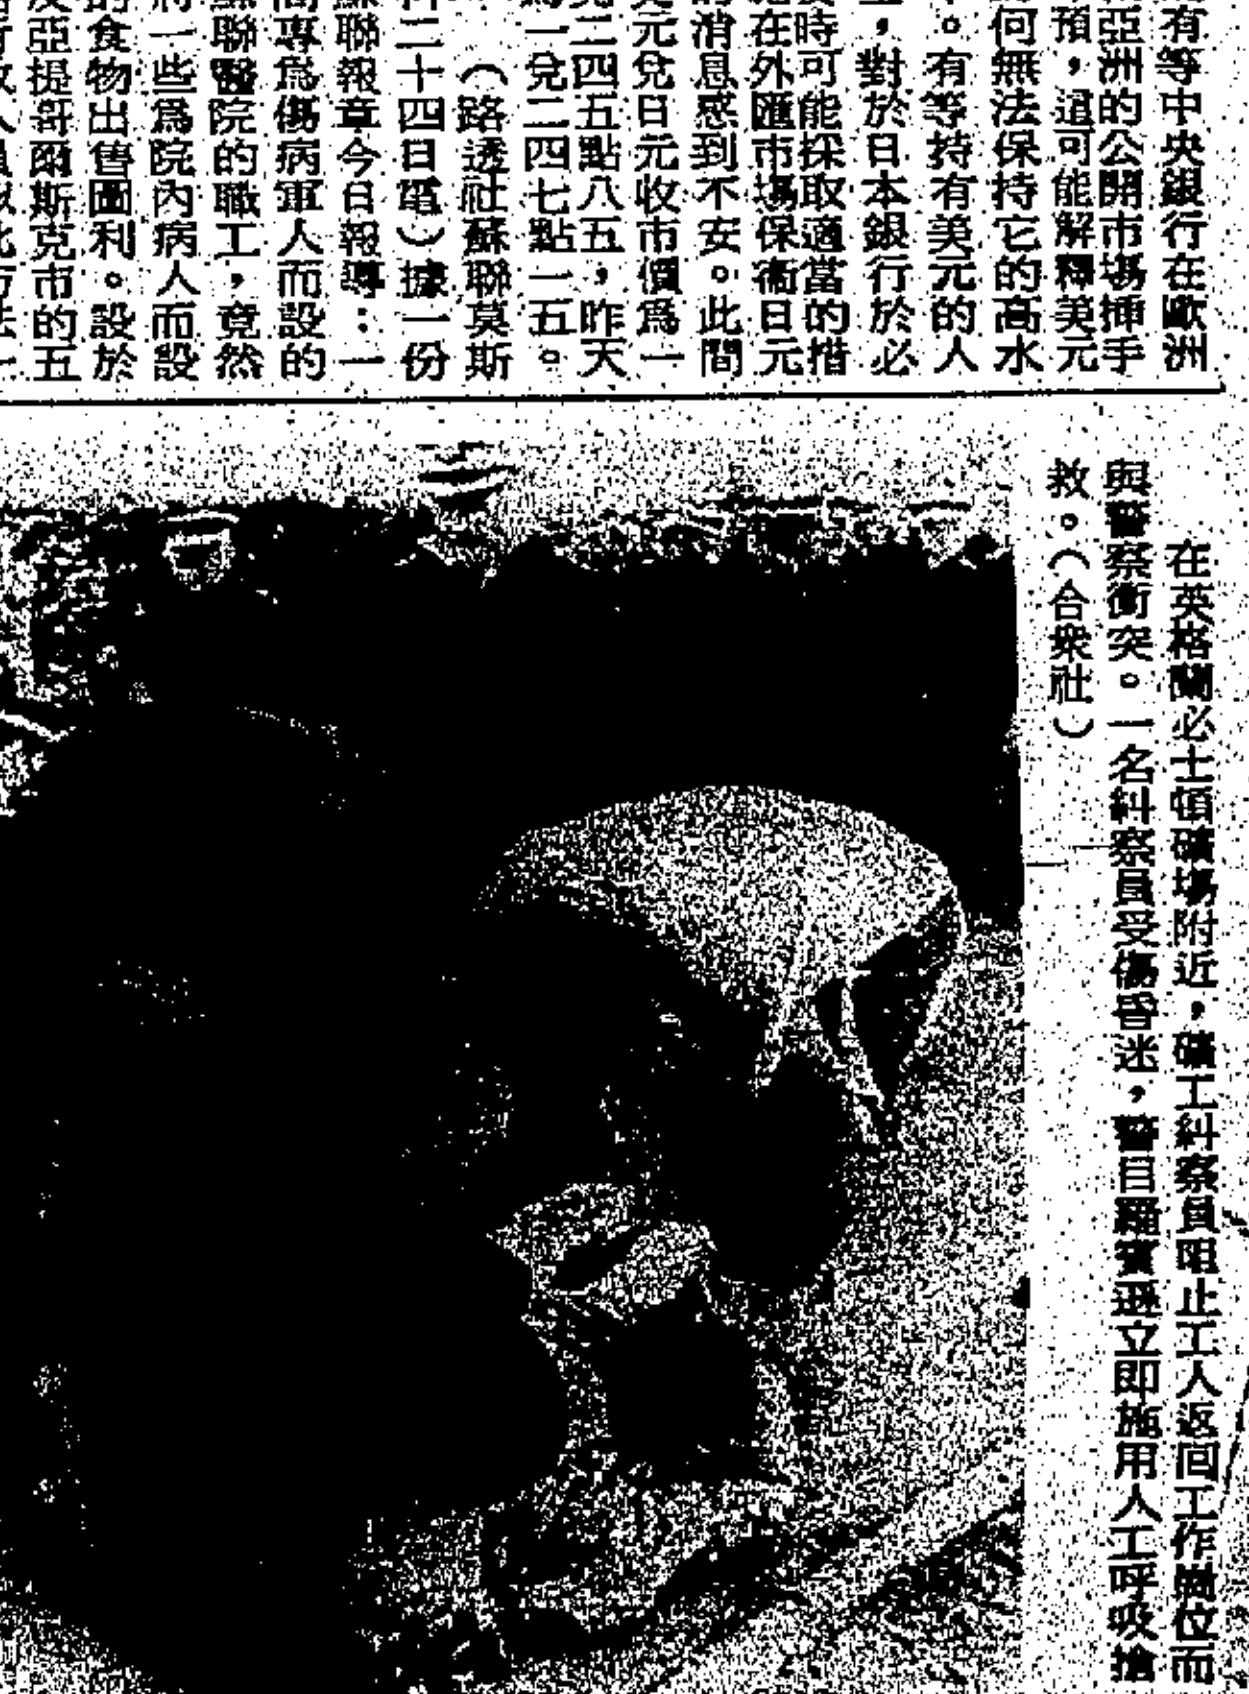 有等中央銀行在歐洲
亞洲的公開市場插手
預，這可能解釋美元
何無法保持它的高水
。有等持有美元的人
，對於日本銀行於必
時可能採取適當的措
在外匯市場保衞日元
消息感到不安。此間
元兌日元收市價爲一
二四五點八五，昨天
一兌二四七點一五。
（路透社蘇聯莫斯
二十四日電）據一份
聯報章今日報導：一
專爲傷病軍人而設的
聯醫院的職工，竟然
一些爲院內病人而設
食物出售圖利。設於
亞提哥爾斯克市的五
在英格蘭必士頓礦場附近，礦工糾察員阻止工人返回工作崗位而
與警察衝突。一名糾察員受傷昏迷，警目羅賓遜立即施用人工呼吸搶
救。（合衆社）